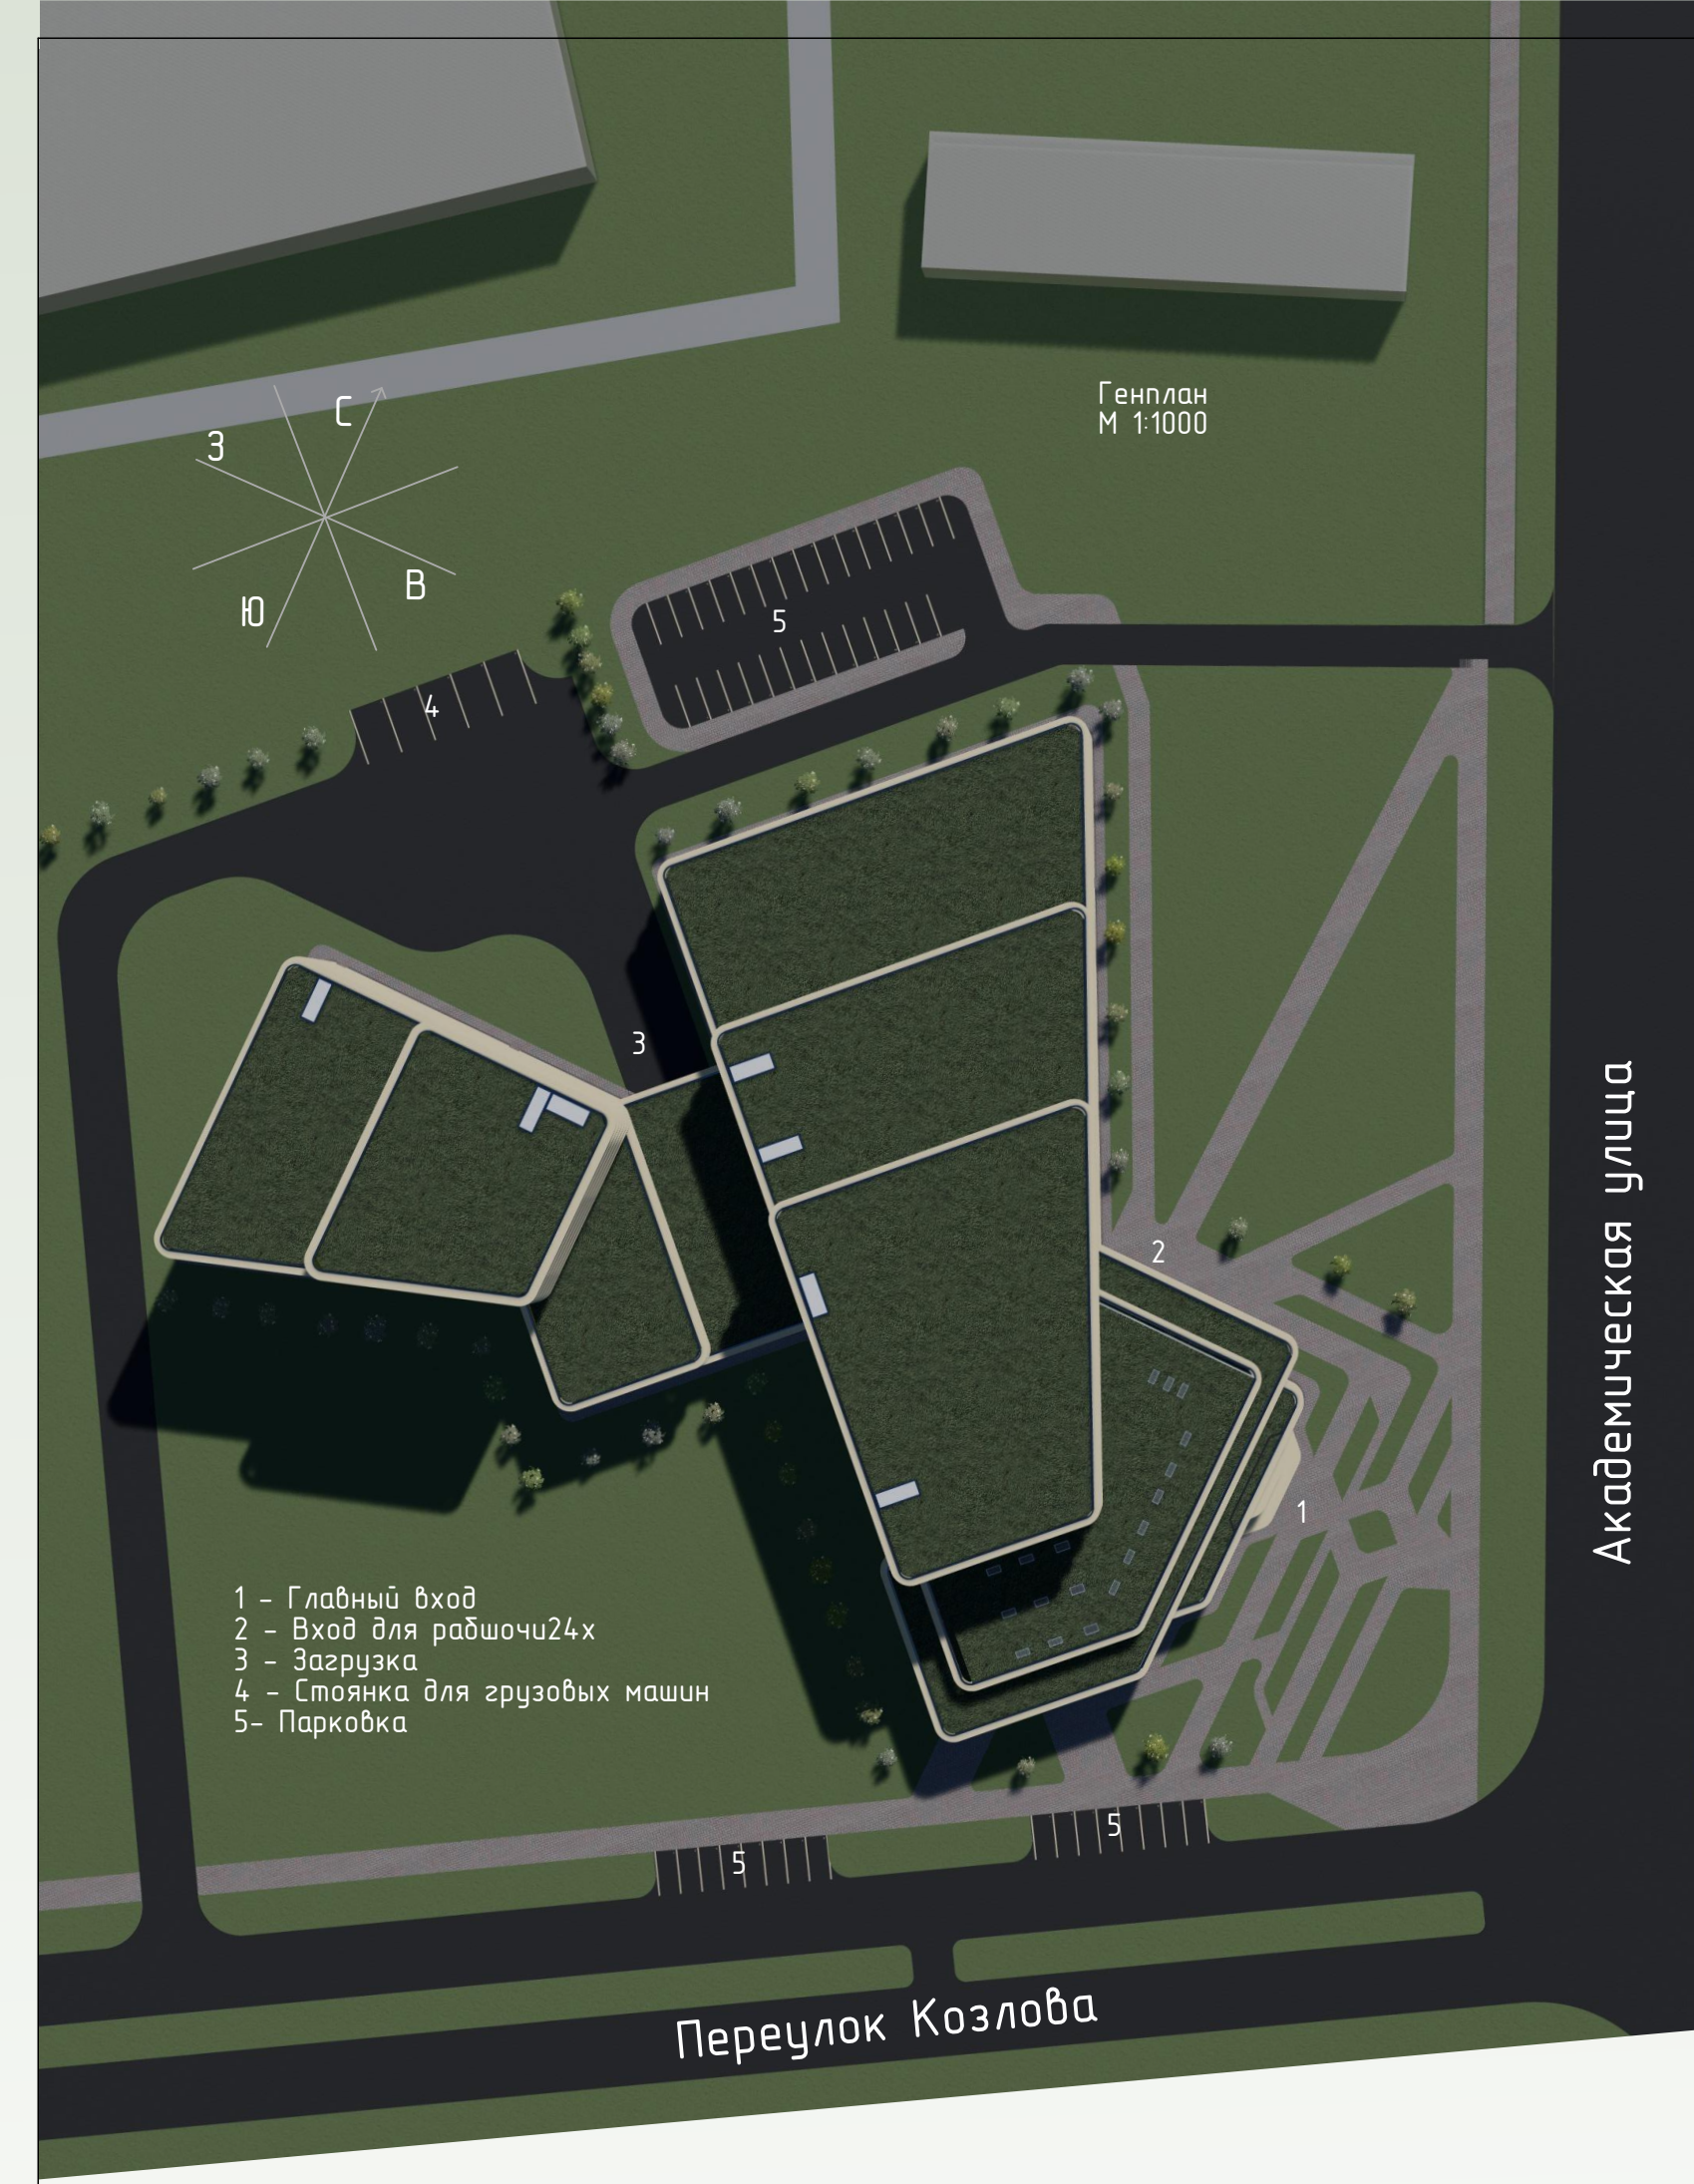 Генплан
М 1:1000
С
З
В
Ю
5
4
3
2
1
Академическая улица
1 - Главный вход
2 - Вход для рабшочи24х
3 - Загрузка
4 - Стоянка для грузовых машин
5- Парковка
5
5
Переулок Козлова